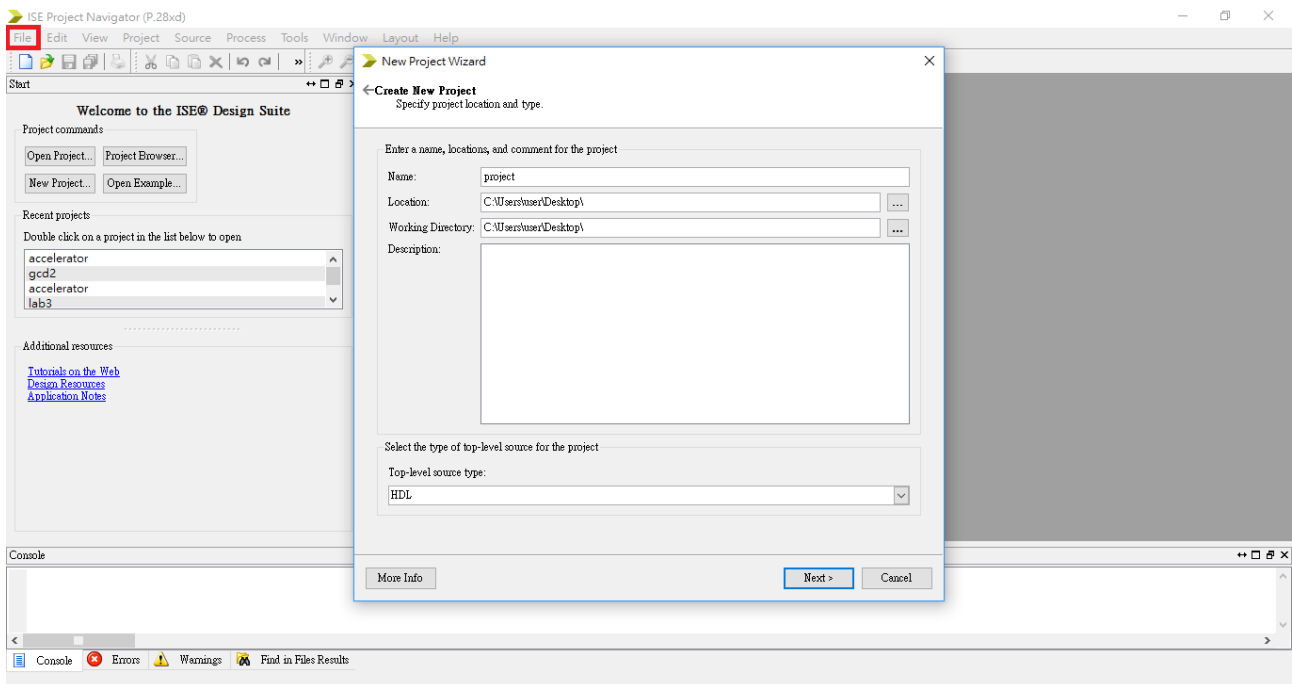 ISE Project Navigator (P.28xd)
File Edit View Project Source Process Tools Window Layout Help
Start
Welcome to the ISE® Design Suite
Project commands
Open Project... Project Browser...
New Project... Open Example...
Recent projects
Double click on a project in the list below to open
accelerator
gcd2
accelerator
lab3
Additional resources
Tutorials on the Web
Design Resources
Application Notes
New Project Wizard
Create New Project
Specify project location and type.
Enter a name, locations, and comment for the project
Name: project
Location: C:\Users\user\Desktop\ ...
Working Directory: C:\Users\user\Desktop\ ...
Description:
Select the type of top-level source for the project
Top-level source type:
HDL
More Info Next > Cancel
Console
Console Errors Warnings Find in Files Results